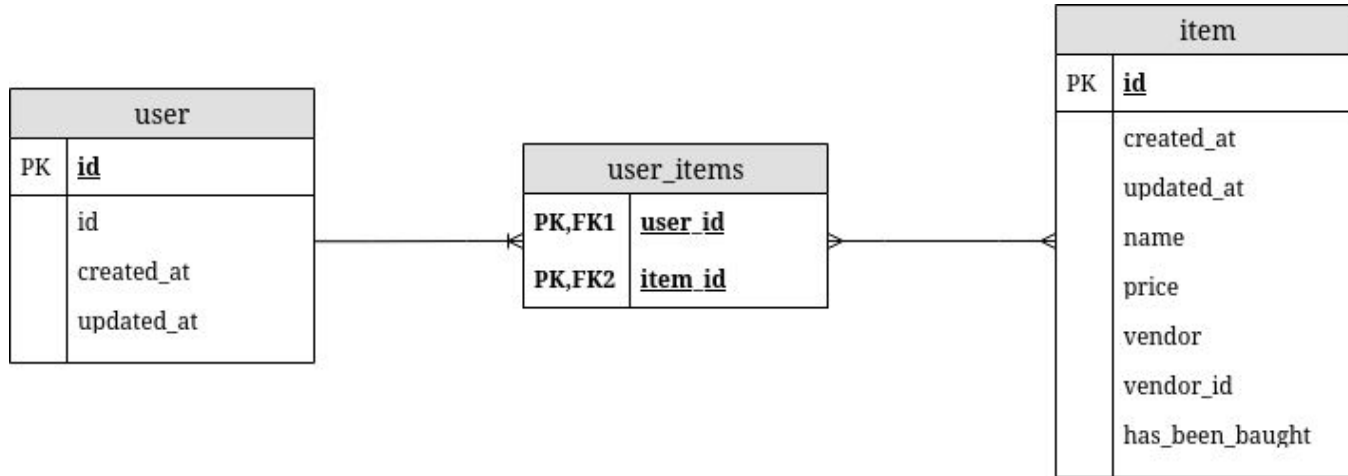 user
PK id
id
created_at
updated_at
user_items
PK,FK1 user_id
PK,FK2 item_id
item
PK id
created_at
updated_at
name
price
vendor
vendor_id
has_been_baught